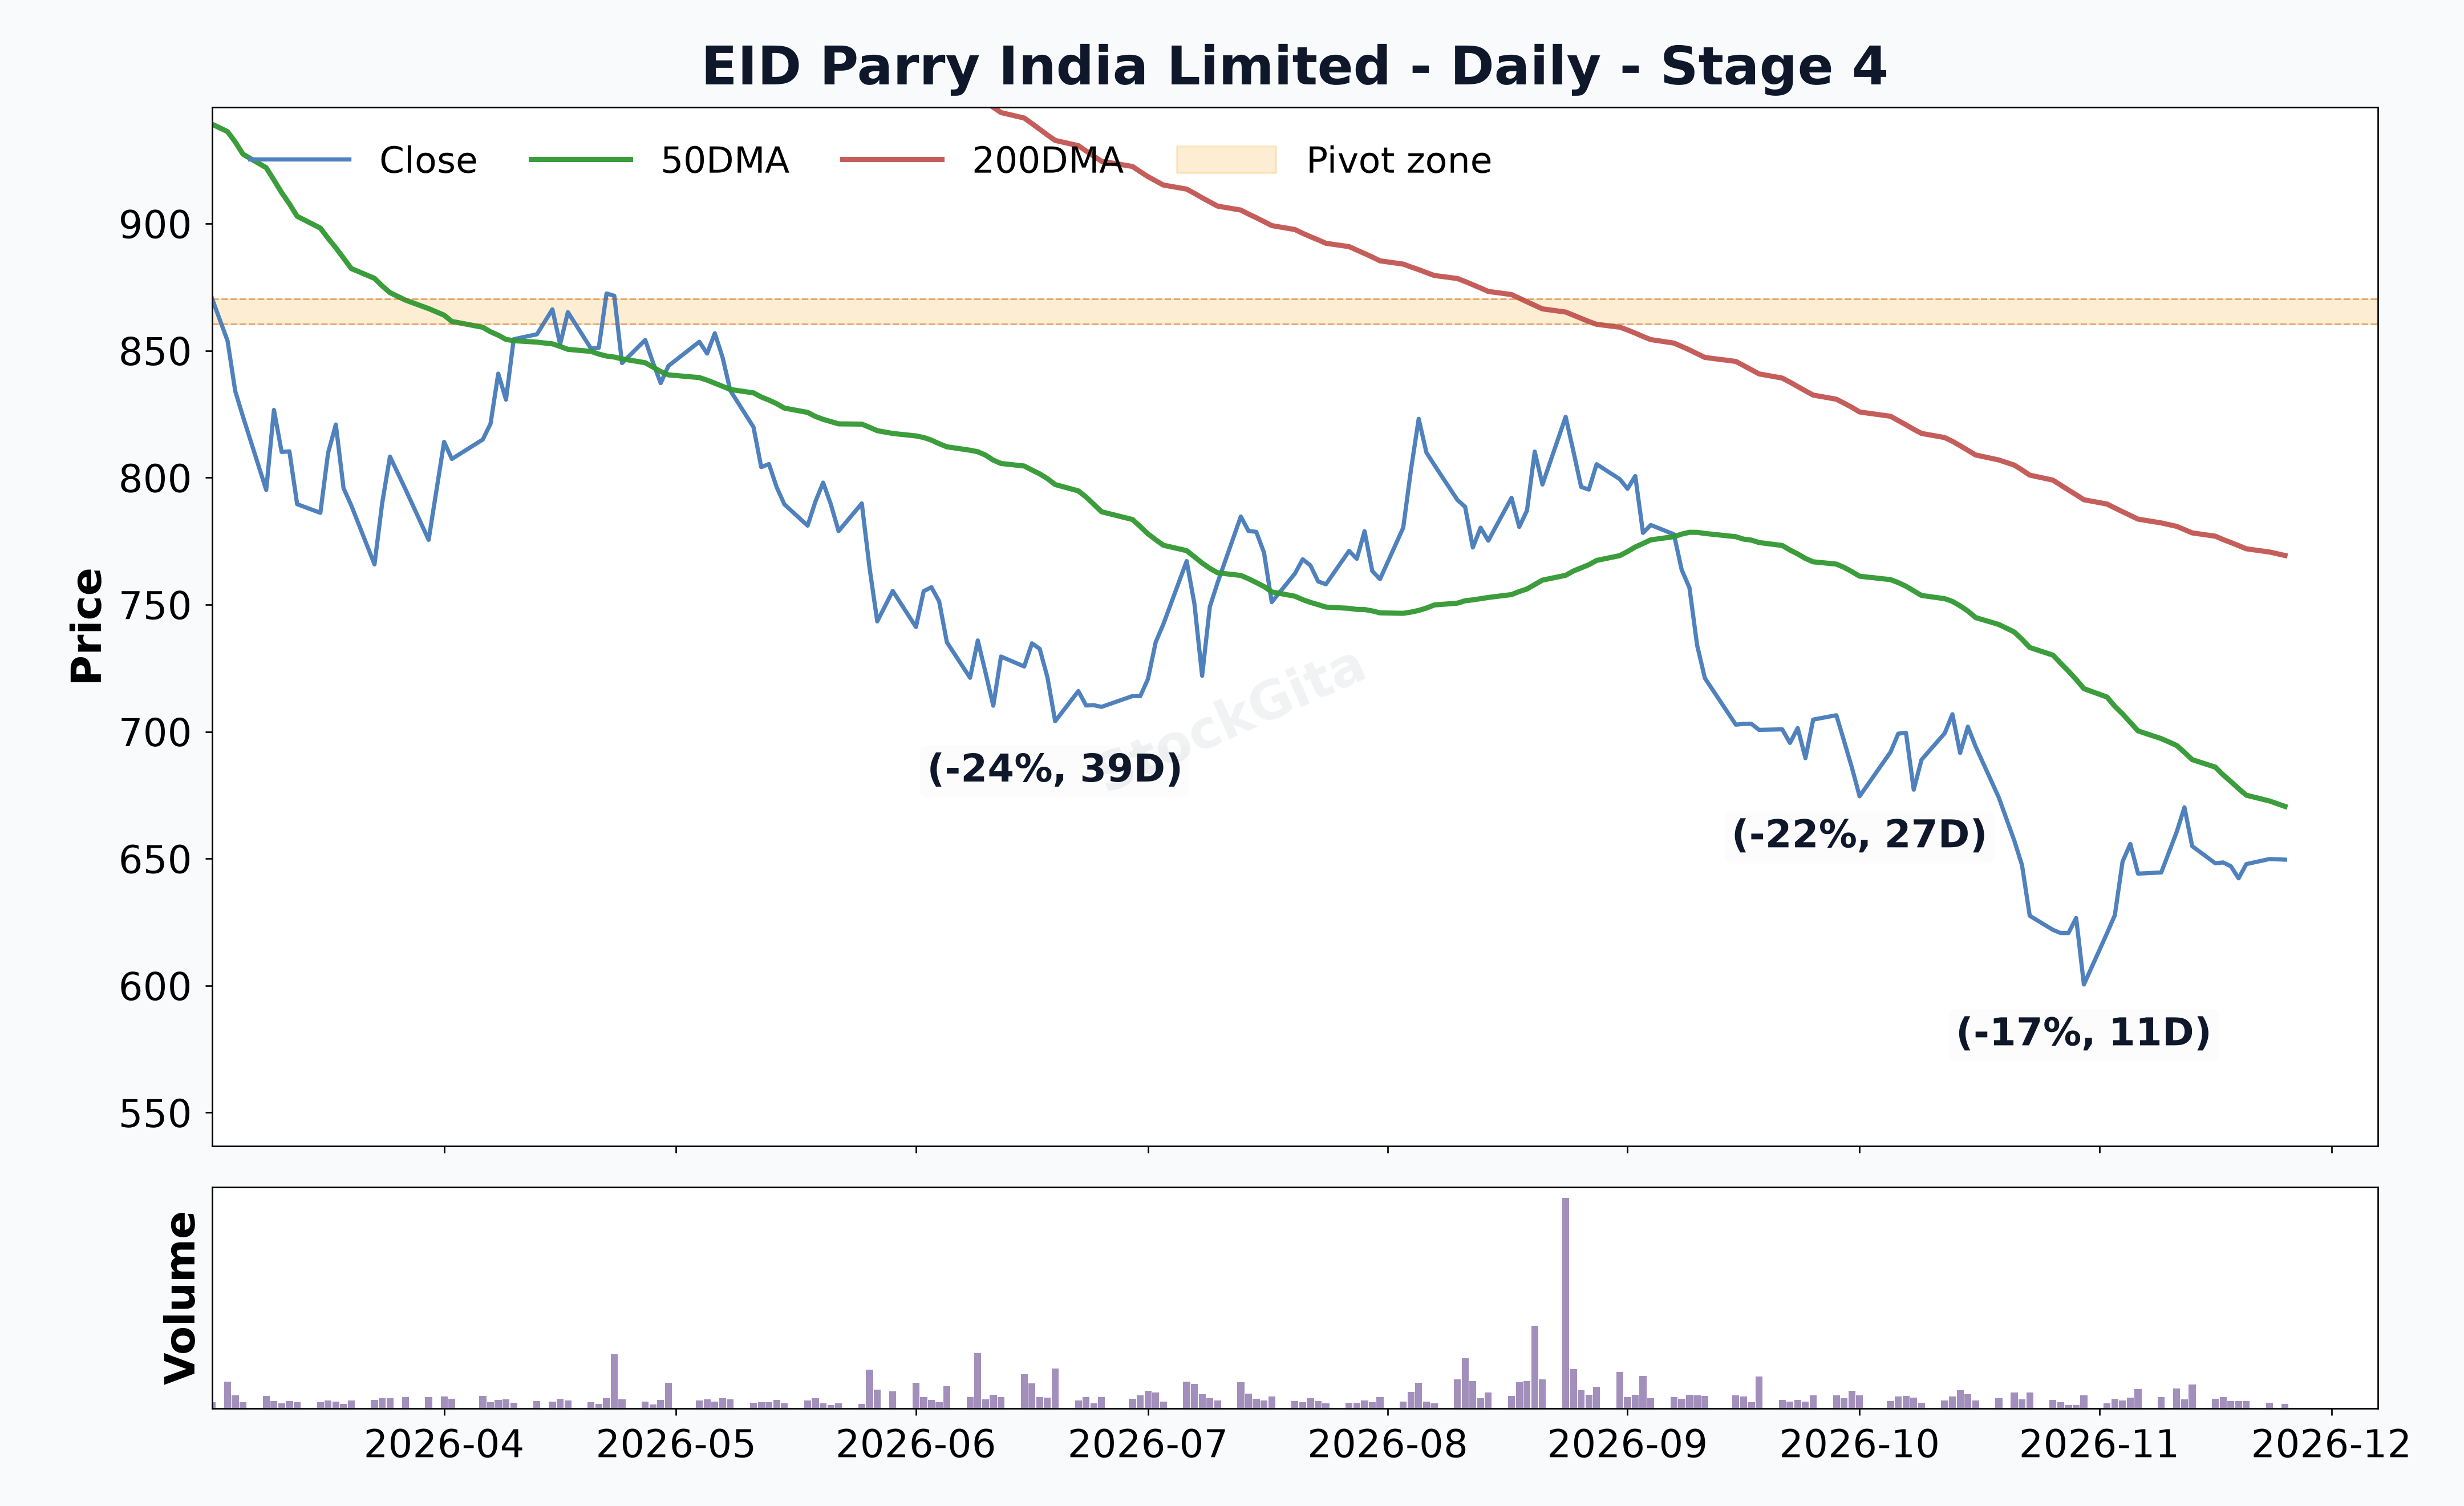 EID Parry India Limited - Daily - Stage 4
Close 50DMA 200DMA Pivot zone
Price
900
850
800
750
700
650
600
550
StockGita
(-24%, 39D)
(-22%, 27D)
(-17%, 11D)
Volume
2026-04 2026-05 2026-06 2026-07 2026-08 2026-09 2026-10 2026-11 2026-12